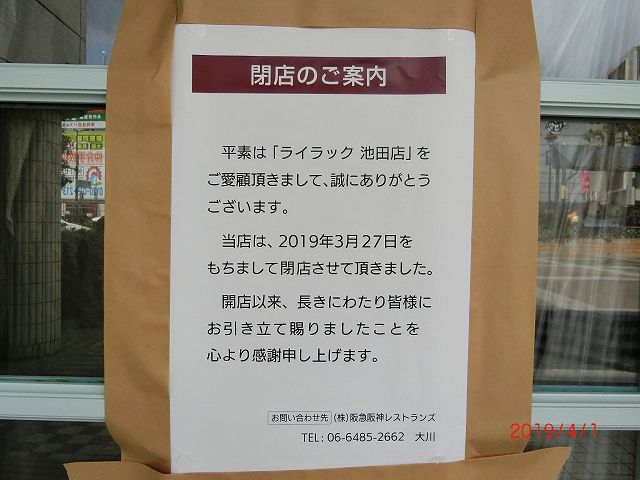 閉店のご案内
平素は「ライラック 池田店」を
ご愛顧頂きまして、誠にありがとう
ございます。
当店は、2019年3月27日を
もちまして閉店させて頂きました。
開店以来、長きにわたり皆様に
お引き立て賜りましたことを
心より感謝申し上げます。
お問い合わせ先 (株)阪急阪神レストランズ
TEL: 06-6485-2662 大川
2019/4/1